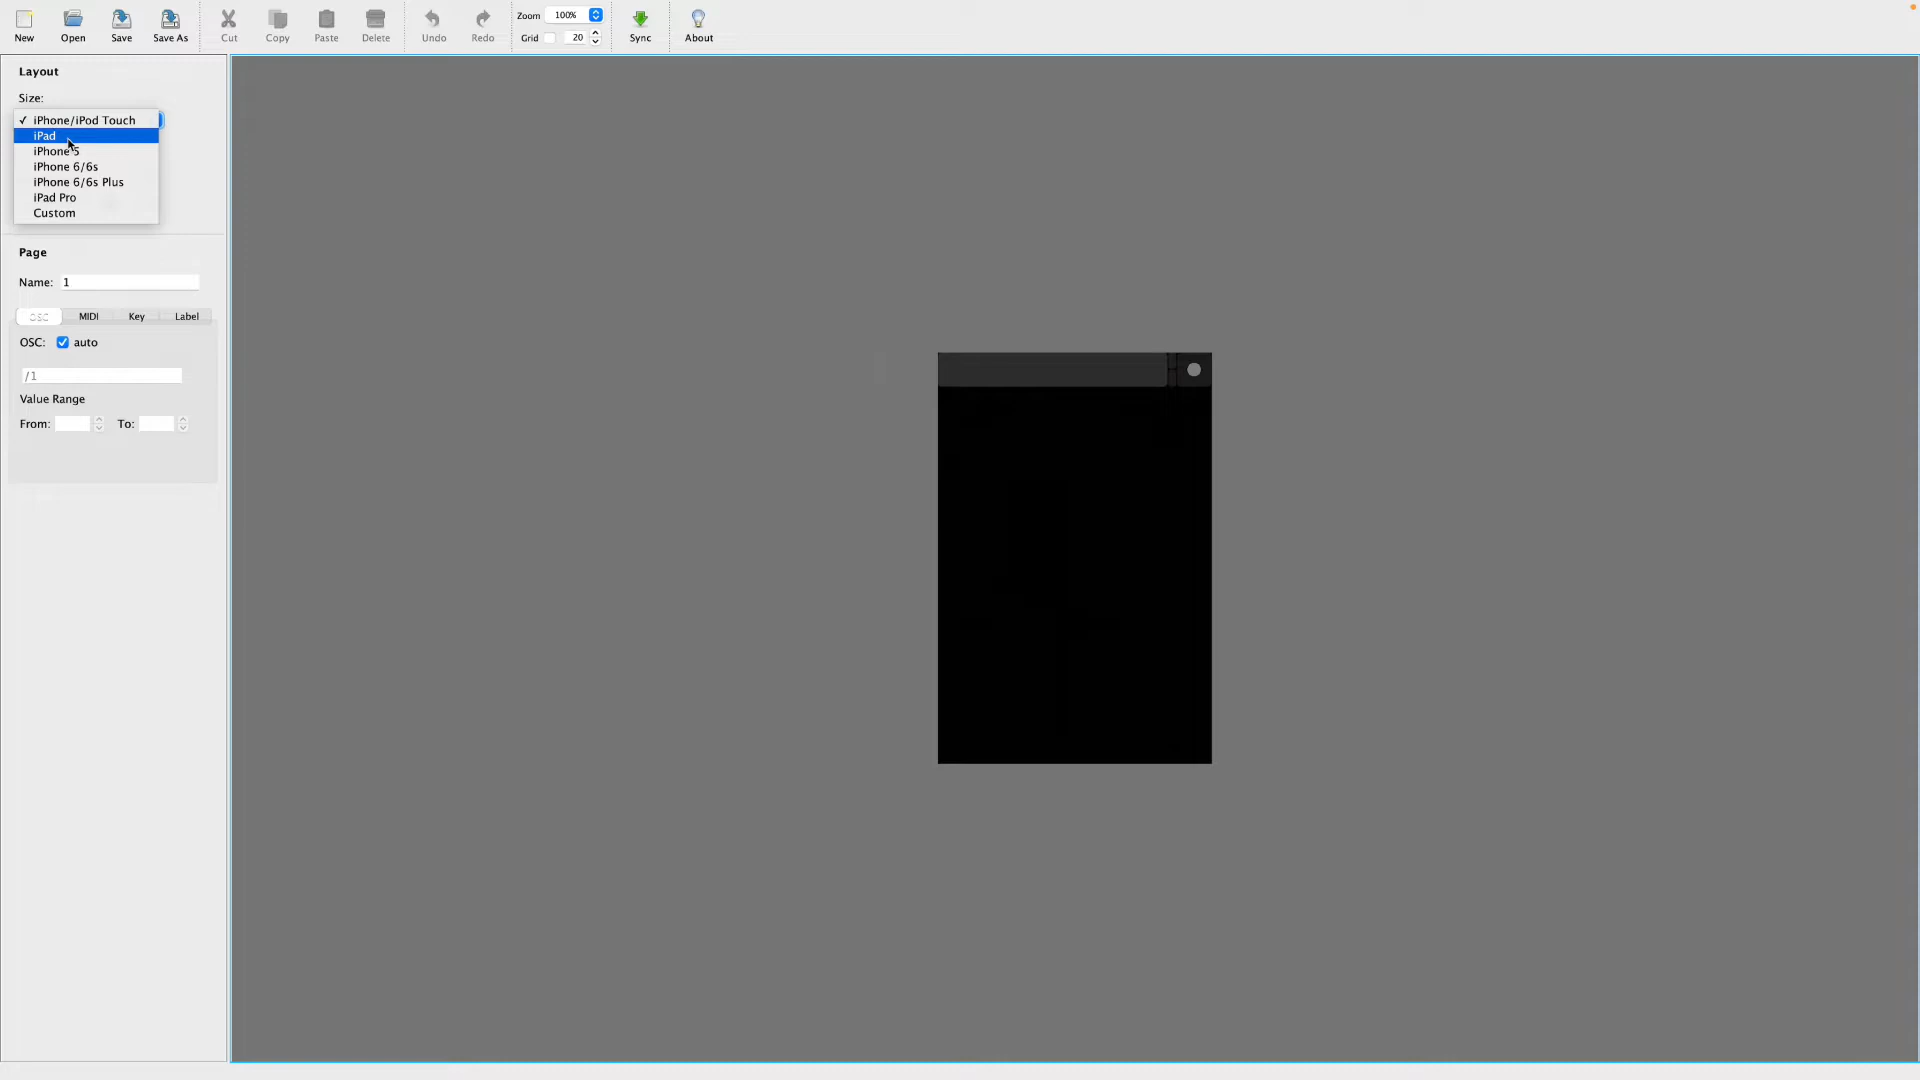 New Open Save Save As Cut Copy Paste Delete Undo Redo Zoom 100% Grid 20 Sync About
Layout
Size:
✓ iPhone/iPod Touch
iPad
iPhone 5
iPhone 6/6s
iPhone 6/6s Plus
iPad Pro
Custom
Page
Name: 1
OSC MIDI Key Label
OSC: auto
/1
Value Range
From: To: